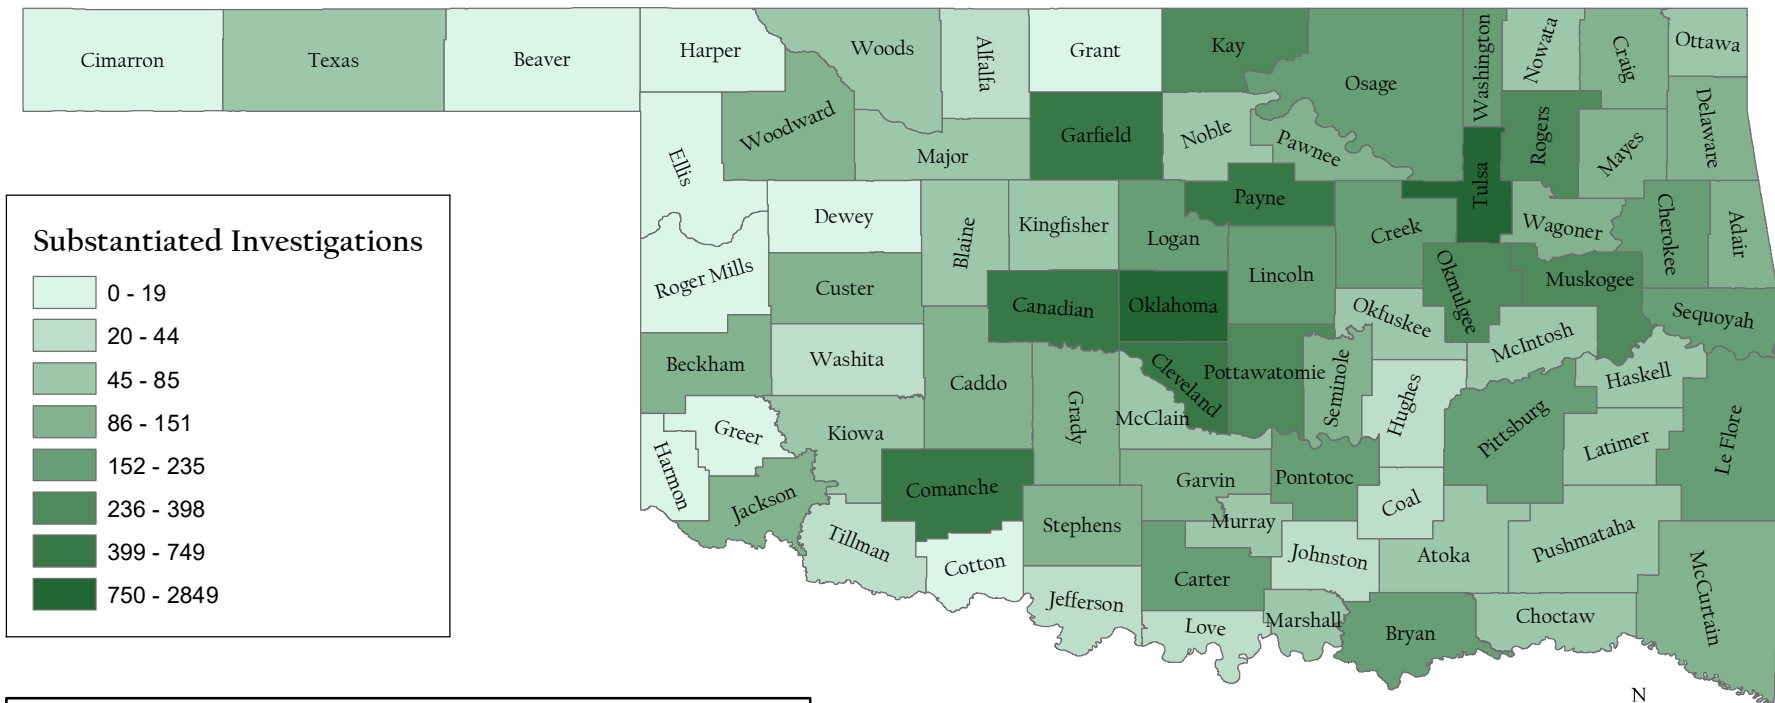 Cimarron
Texas
Beaver
Harper
Woods
Alfalfa
Grant
Kay
Osage
Washington
Nowata
Craig
Ottawa
Ellis
Woodward
Major
Garfield
Noble
Pawnee
Rogers
Mayes
Delaware
Tulsa
Payne
Dewey
Blaine
Kingfisher
Logan
Creek
Wagoner
Cherokee
Adair
Roger Mills
Custer
Canadian
Oklahoma
Lincoln
Okmulgee
Muskogee
Sequoyah
Okfuskee
McIntosh
Beckham
Washita
Caddo
Grady
Cleveland
Pottawatomie
Seminole
Hughes
Haskell
McClain
Pittsburg
Latimer
Le Flore
Greer
Kiowa
Harmon
Jackson
Comanche
Garvin
Pontotoc
Coal
Stephens
Murray
Tillman
Cotton
Johnston
Atoka
Pushmataha
McCurtain
Carter
Jefferson
Love
Marshall
Bryan
Choctaw
Substantiated Investigations
0 - 19
20 - 44
45 - 85
86 - 151
152 - 235
236 - 398
399 - 749
750 - 2849
N